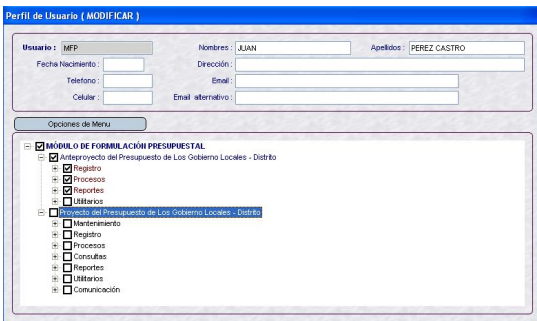 Perfil de Usuario ( MODIFICAR )
Usuario : MFP Nombres : JUAN Apellidos : PEREZ CASTRO
Fecha Nacimiento : Dirección :
Telefono : Email :
Celular : Email alternativo :
Opciones de Menu
MÓDULO DE FORMULACIÓN PRESUPUESTAL
Anteproyecto del Presupuesto de Los Gobierno Locales - Distrito
Registro
Procesos
Reportes
Utilitarios
Proyecto del Presupuesto de Los Gobierno Locales - Distrito
Mantenimiento
Registro
Procesos
Consultas
Reportes
Utilitarios
Comunicación